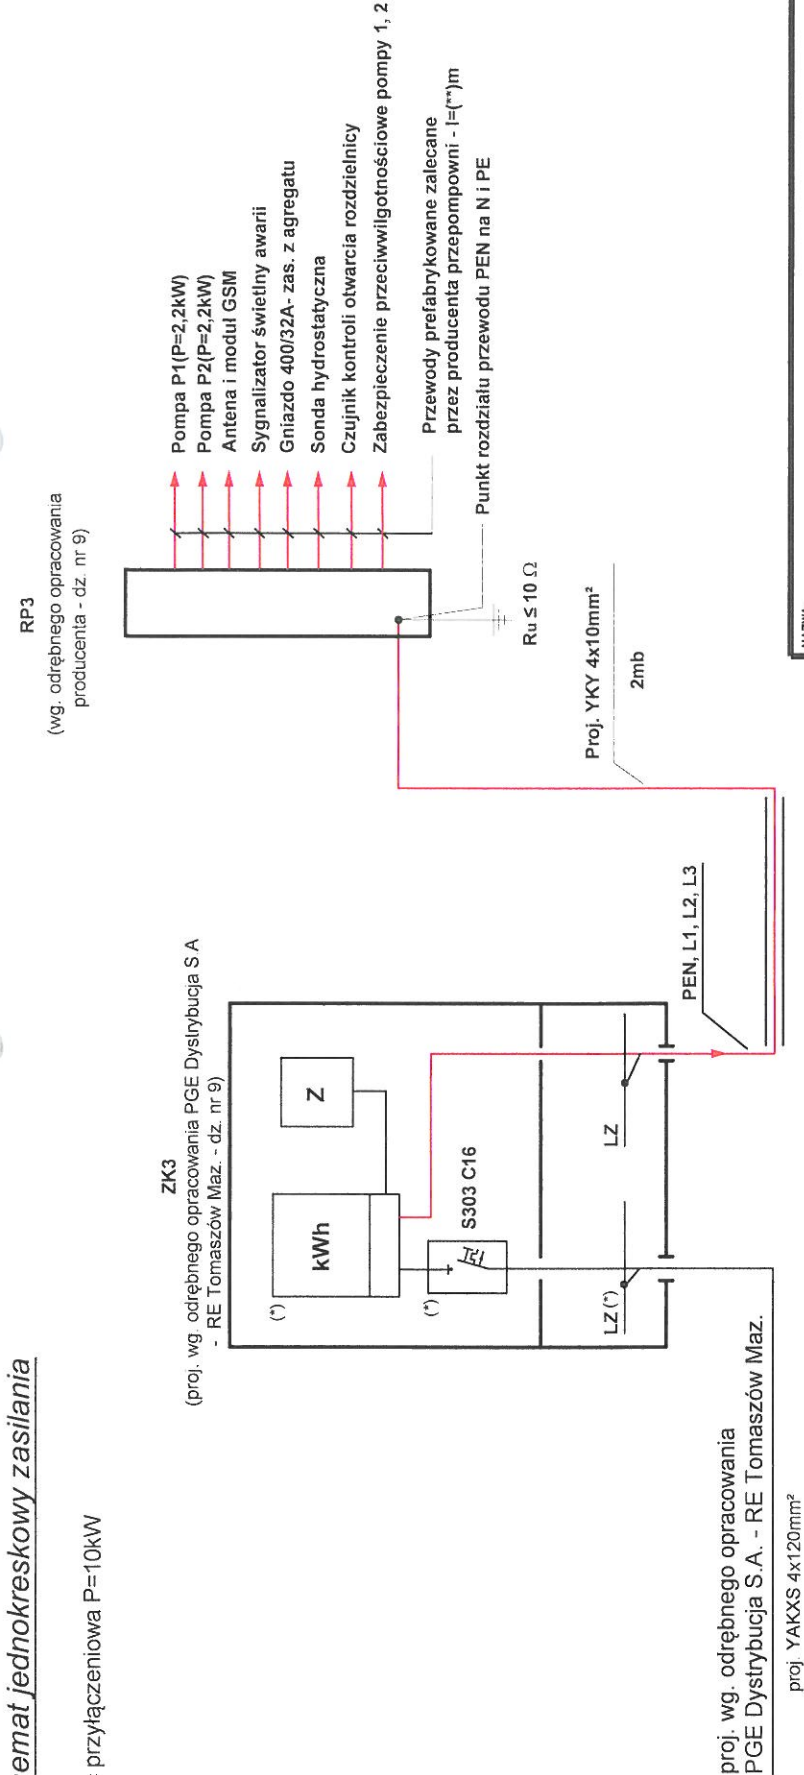 emat jednokreskowy zasilania
przyłączeniowa P=10kW
ZK3
(proj. wg. odrębnego opracowania PGE Dystrybucja S.A
- RE Tomaszów Maz. - dz. nr 9)
(*)
kWh
Z
(*)
S303 C16
LZ (*)
LZ
PEN, L1, L2, L3
proj. wg. odrębnego opracowania
PGE Dystrybucja S.A. - RE Tomaszów Maz.
proj. YAKXS 4x120mm²
RP3
(wg. odrębnego opracowania
producenta - dz. nr 9)
Pompa P1(P=2,2kW)
Pompa P2(P=2,2kW)
Antena i moduł GSM
Sygnalizator świetlny awarii
Gniazdo 400/32A- zas. z agregatu
Sonda hydrostatyczna
Czujnik kontroli otwarcia rozdzielnicy
Zabezpieczenie przeciwwilgotnościowe pompy 1, 2
Przewody prefabrykowane zalecane
przez producenta przepompowni - l=(**)m
Punkt rozdziału przewodu PEN na N i PE
Ru ≤ 10 Ω
Proj. YKY 4x10mm²
2mb